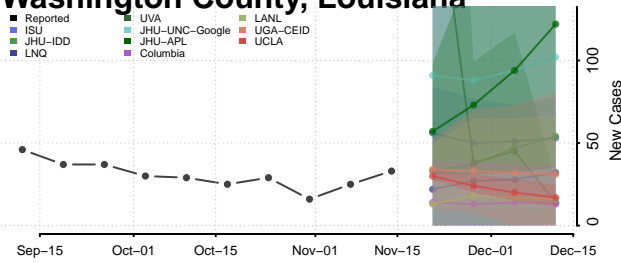 Washington County, Louisiana
Reported
ISU
JHU−IDD
LNQ
UVA
JHU−UNC−Google
JHU−APL
Columbia
LANL
UGA−CEID
UCLA
100
50
0
New Cases
Sep−15
Oct−01
Oct−15
Nov−01
Nov−15
Dec−01
Dec−15